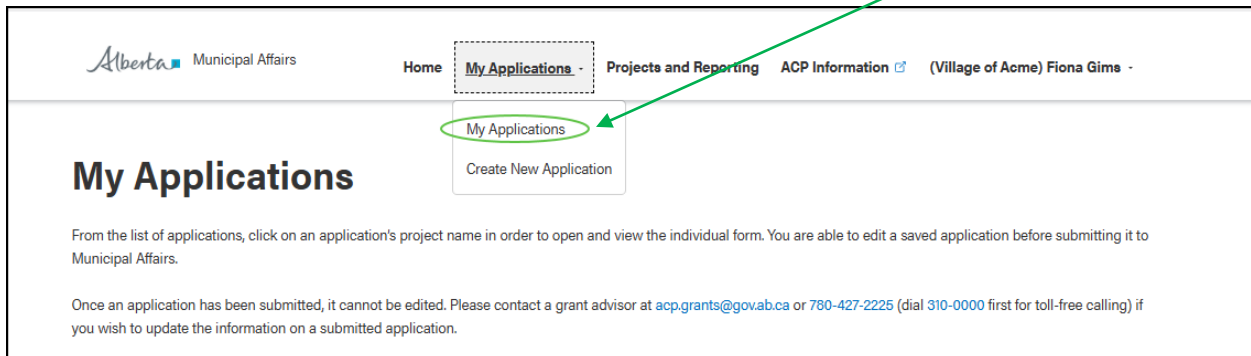 Alberta Municipal Affairs
Home My Applications - Projects and Reporting ACP Information (Village of Acme) Fiona Gims -
My Applications
Create New Application
My Applications
From the list of applications, click on an application's project name in order to open and view the individual form. You are able to edit a saved application before submitting it to
Municipal Affairs.
Once an application has been submitted, it cannot be edited. Please contact a grant advisor at acp.grants@gov.ab.ca or 780-427-2225 (dial 310-0000 first for toll-free calling) if
you wish to update the information on a submitted application.